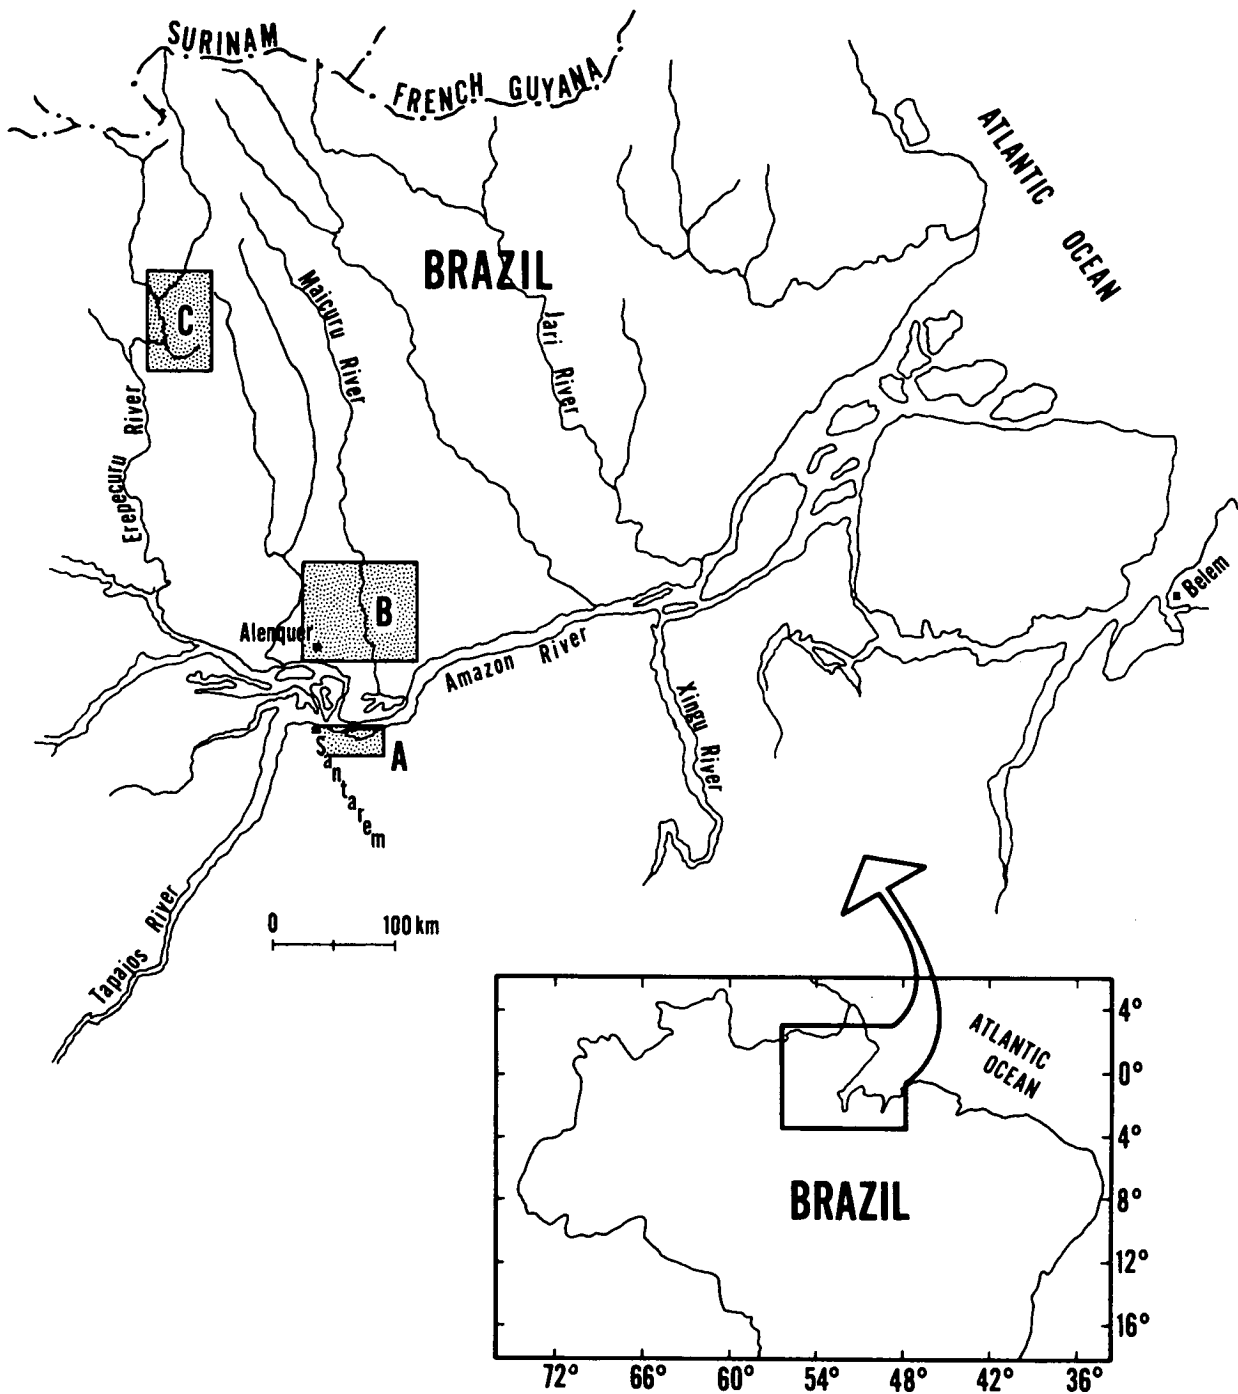 SURINAM
FRENCH GUYANA
ATLANTIC OCEAN
BRAZIL
C
Maicuru River
Jari River
Erepecuru River
B
Alenquer
Belem
Amazon River
Xingu River
A
Santarem
Tapajos River
0 100 km
4°
ATLANTIC
OCEAN
0°
4°
BRAZIL
8°
12°
16°
72° 66° 60° 54° 48° 42° 36°